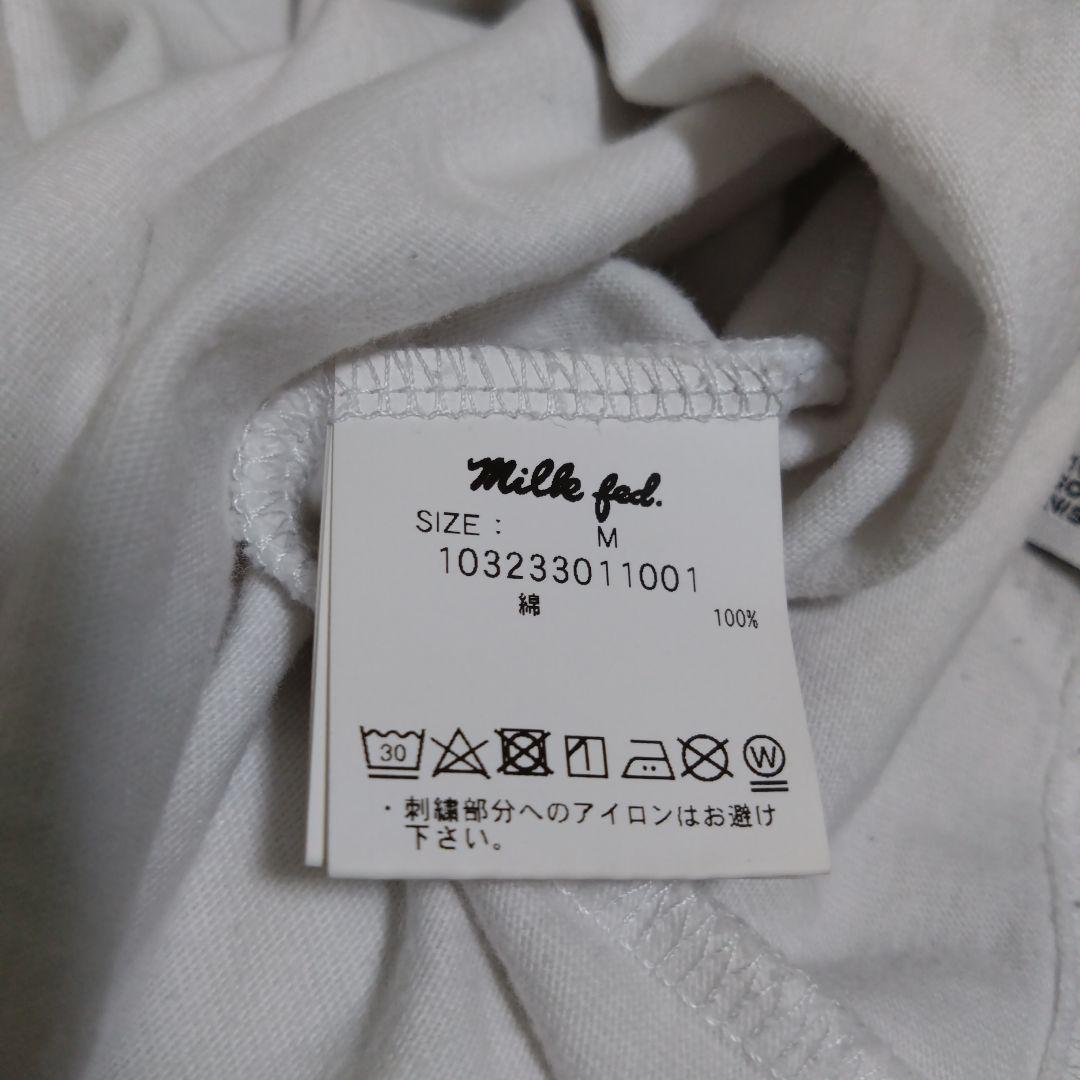 Milk fed.
SIZE : M
103233011001
綿 100%
30 W
・刺繍部分へのアイロンはお避け
下さい。